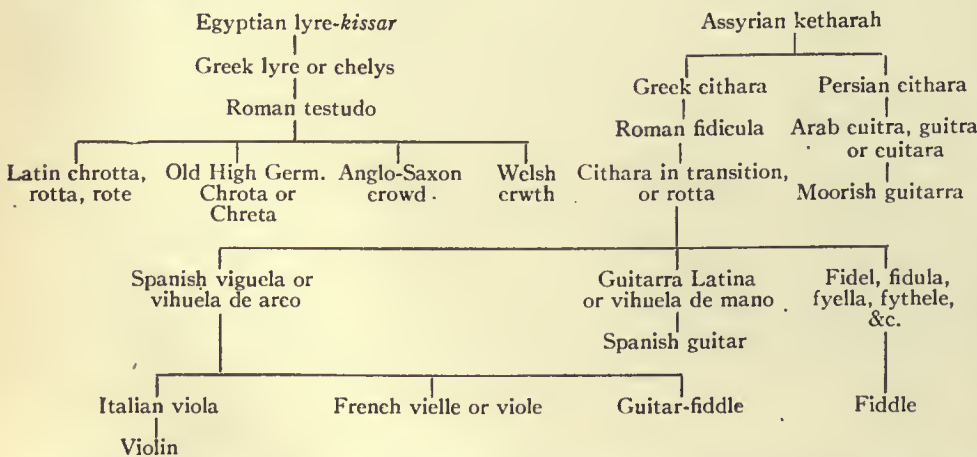 Egyptian lyre-kissar
Greek lyre or chelys
Roman testudo
Latin chrotta,
rotta, rote
Old High Germ.
Chrota or
Chreta
Anglo-Saxon
crowd
Welsh
crwth
Assyrian ketharah
Greek cithara
Roman fidicula
Cithara in transition,
or rotta
Persian cithara
Arab cuitra, guitra
or cuitara
Moorish guitarra
Spanish viguela or
vihuela de arco
Guitarra Latina
or vihuela de mano
Spanish guitar
Fidel, fidula,
fyella, fythele,
&c.
Italian viola
Violin
French vielle or viole
Guitar-fiddle
Fiddle